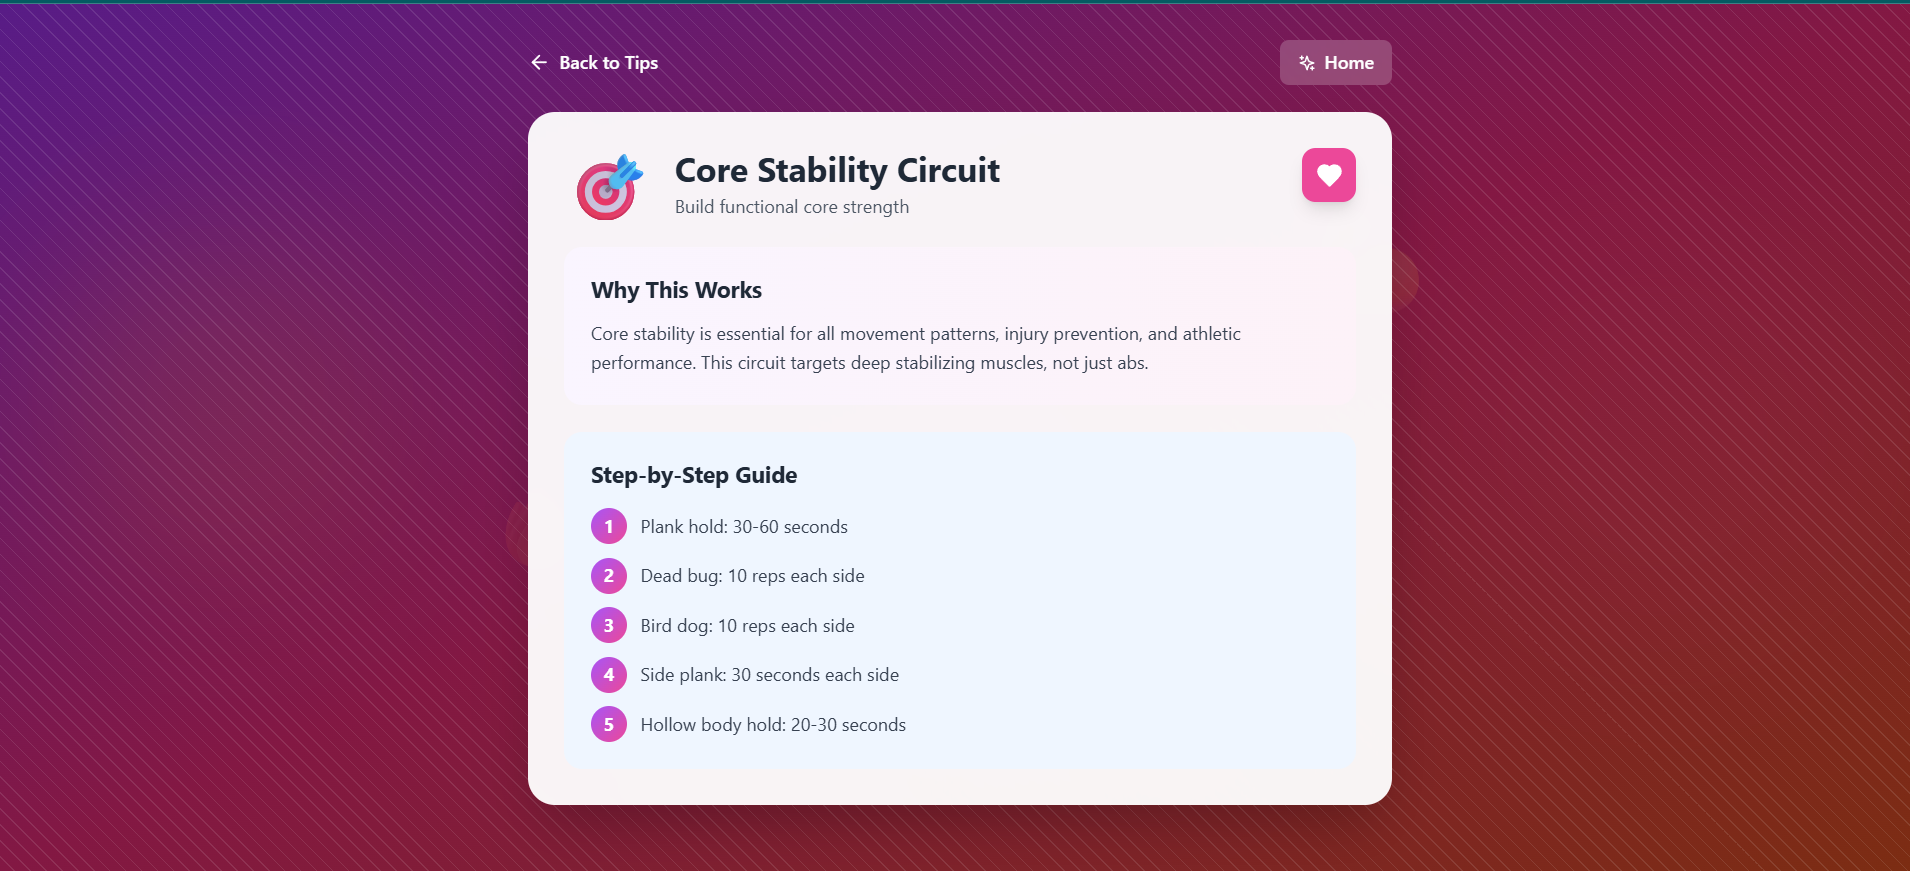 Back to Tips
Home
Core Stability Circuit
Build functional core strength
Why This Works
Core stability is essential for all movement patterns, injury prevention, and athletic
performance. This circuit targets deep stabilizing muscles, not just abs.
Step-by-Step Guide
1 Plank hold: 30-60 seconds
2 Dead bug: 10 reps each side
3 Bird dog: 10 reps each side
4 Side plank: 30 seconds each side
5 Hollow body hold: 20-30 seconds